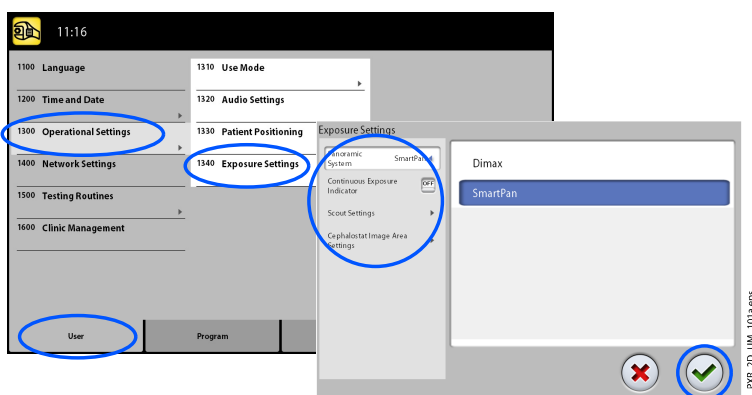 11:16
1100 Language
1200 Time and Date
1300 Operational Settings
1400 Network Settings
1500 Testing Routines
1600 Clinic Management
1310 Use Mode
1320 Audio Settings
1330 Patient Positioning
1340 Exposure Settings
User
Program
Exposure Settings
Panoramic
System
SmartPan
Continuous Exposure
Indicator
OFF
Scout Settings
Cephalostat Image Area
Settings
Dimax
SmartPan
PXR_2D_UM_101a.eps